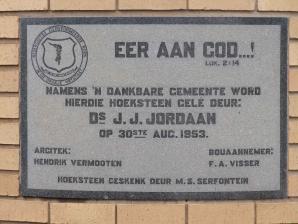 EER AAN GOD...!
LUK. 2:14
NAMENS 'N DANKBARE GEMEENTE WORD
HIERDIE HOEKSTEEN GELÊ DEUR:
DS J. J. JORDAAN
OP 30STE AUG. 1953.
ARGITEK: BOUAANNEMER:
HENDRIK VERMOOTEN F. A. VISSER
HOEKSTEEN GESKENK DEUR M. S. SERFONTEIN